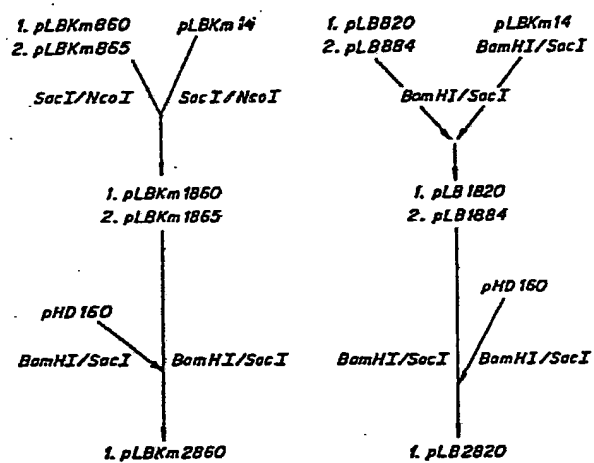 1. pLBKm860
2. pLBKm865
pLBKm14
SacI/NcoI
SacI/NcoI
1. pLBKm1860
2. pLBKm1865
pHD160
BamHI/SacI
BamHI/SacI
1. pLBKm2860
1. pLB820
2. pLB884
pLBKm14
BamHI/SacI
BamHI/SacI
1. pLB1820
2. pLB1884
pHD160
BamHI/SacI
BamHI/SacI
1. pLB2820